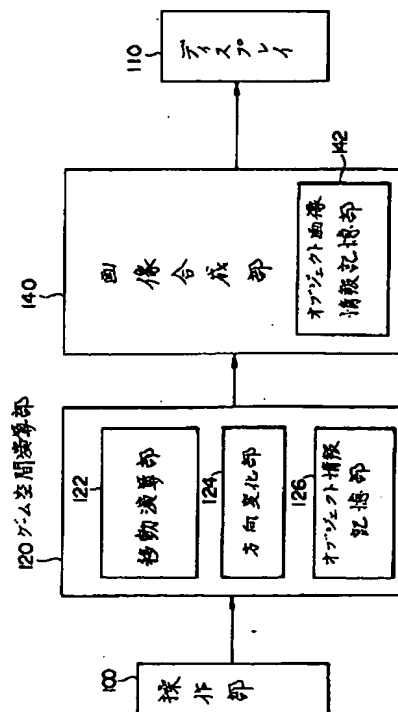 100
操作部
120 ゲーム空間演算部
122
移動演算部
124
方向変化部
126
オブジェクト情報
記憶部
140
画像合成部
142
オブジェクト画像
情報記憶部
110
ディスプレイ